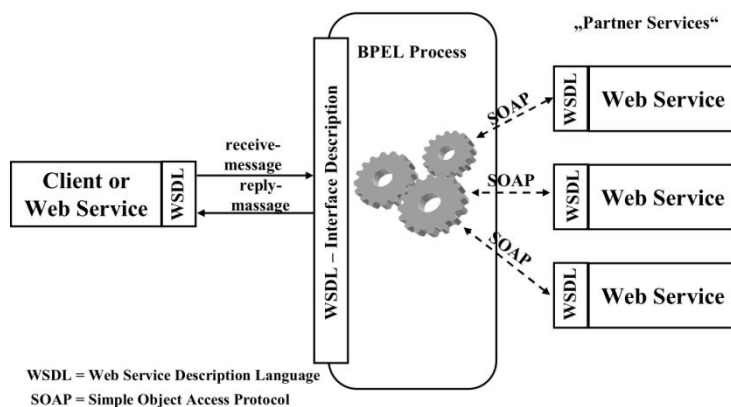 „Partner Services“
BPEL Process
WSDL – Interface Description
Client or
Web Service
WSDL
receive-
message
reply-
massage
SOAP
WSDL
Web Service
SOAP
WSDL
Web Service
SOAP
WSDL
Web Service
WSDL = Web Service Description Language
SOAP = Simple Object Access Protocol